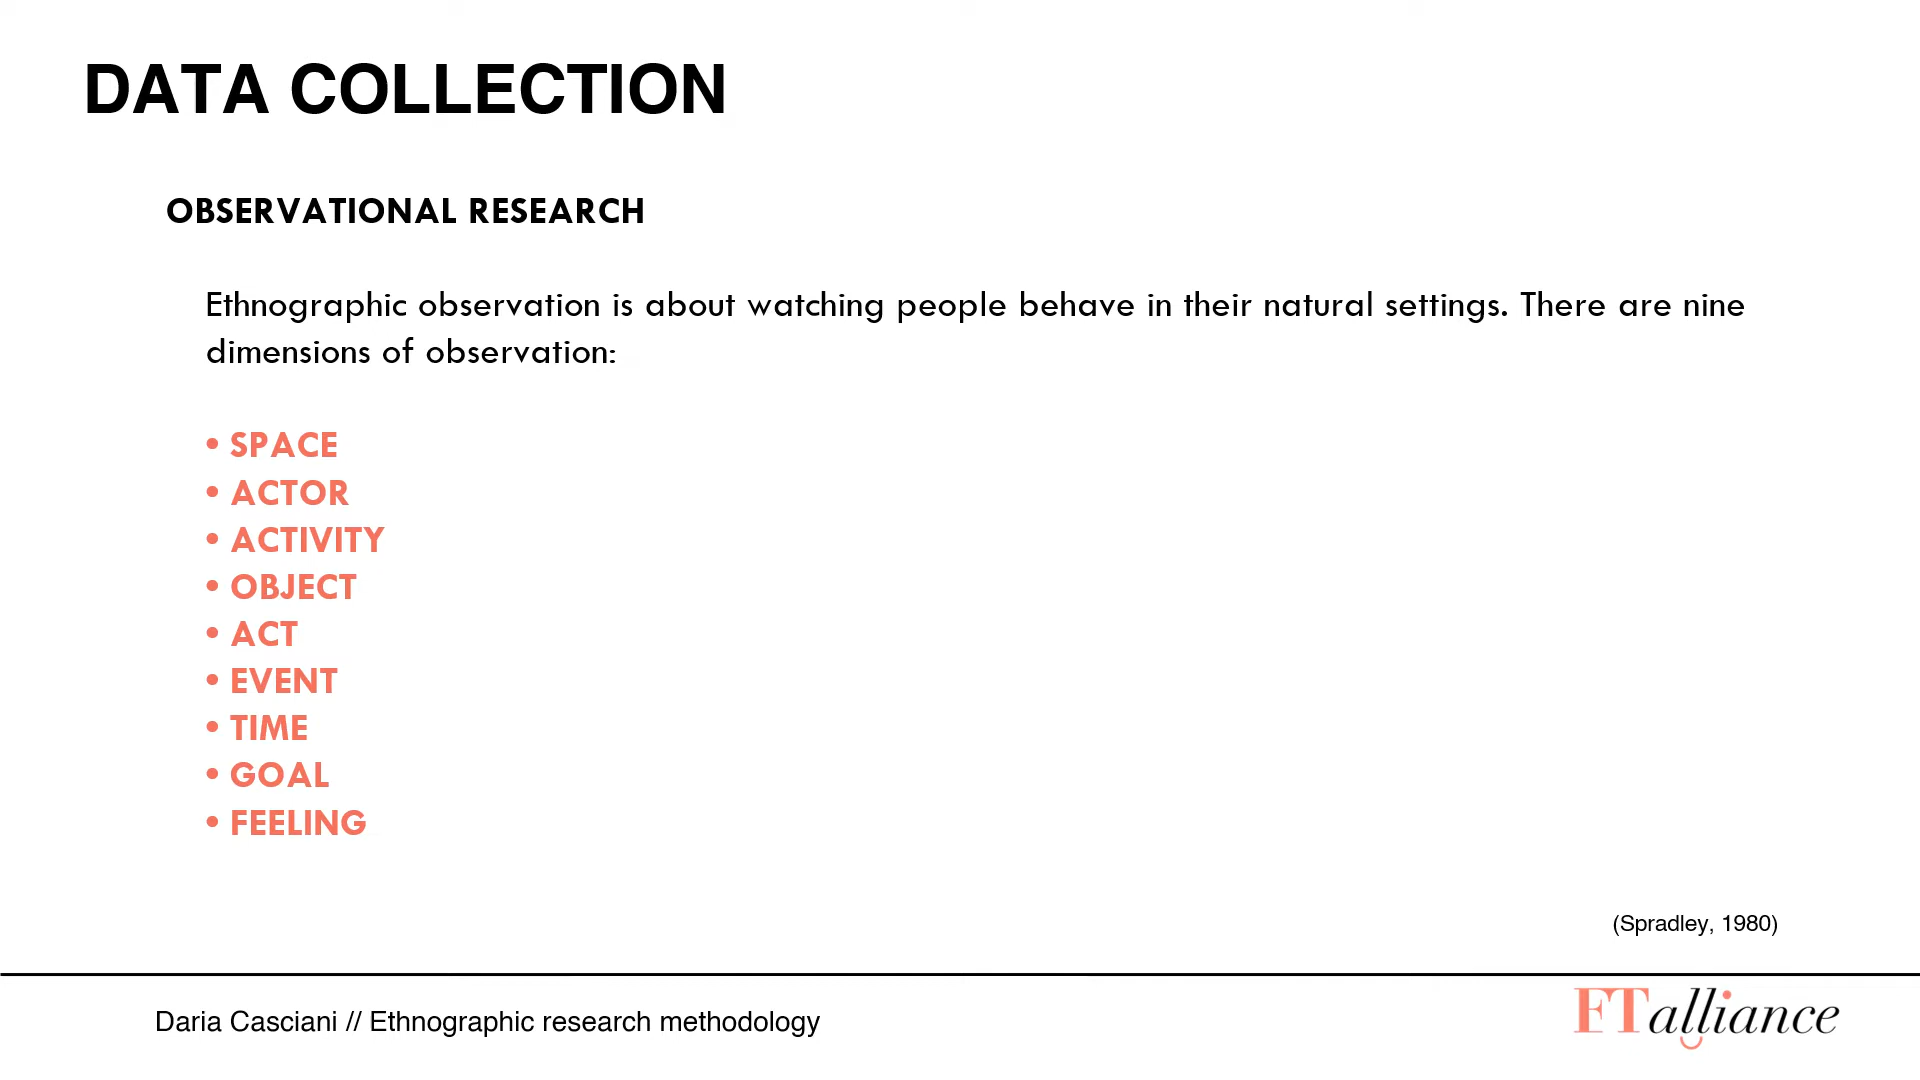 DATA COLLECTION
OBSERVATIONAL RESEARCH
Ethnographic observation is about watching people behave in their natural settings. There are nine
dimensions of observation:
• SPACE
• ACTOR
• ACTIVITY
• OBJECT
• ACT
• EVENT
• TIME
• GOAL
• FEELING
(Spradley, 1980)
Daria Casciani // Ethnographic research methodology
FTalliance